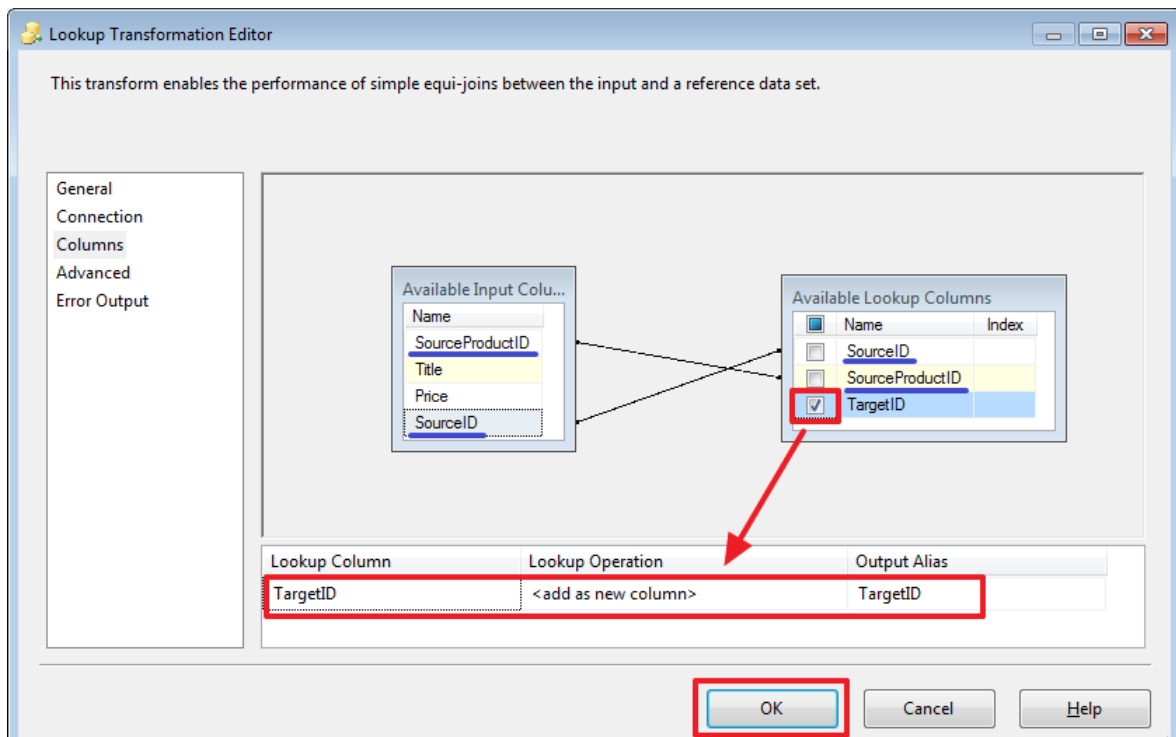 Lookup Transformation Editor
This transform enables the performance of simple equi-joins between the input and a reference data set.
General
Connection
Columns
Advanced
Error Output
Available Input Colu...
Name
SourceProductID
Title
Price
SourceID
Available Lookup Columns
Name Index
SourceID
SourceProductID
TargetID
Lookup Column Lookup Operation Output Alias
TargetID <add as new column> TargetID
OK Cancel Help